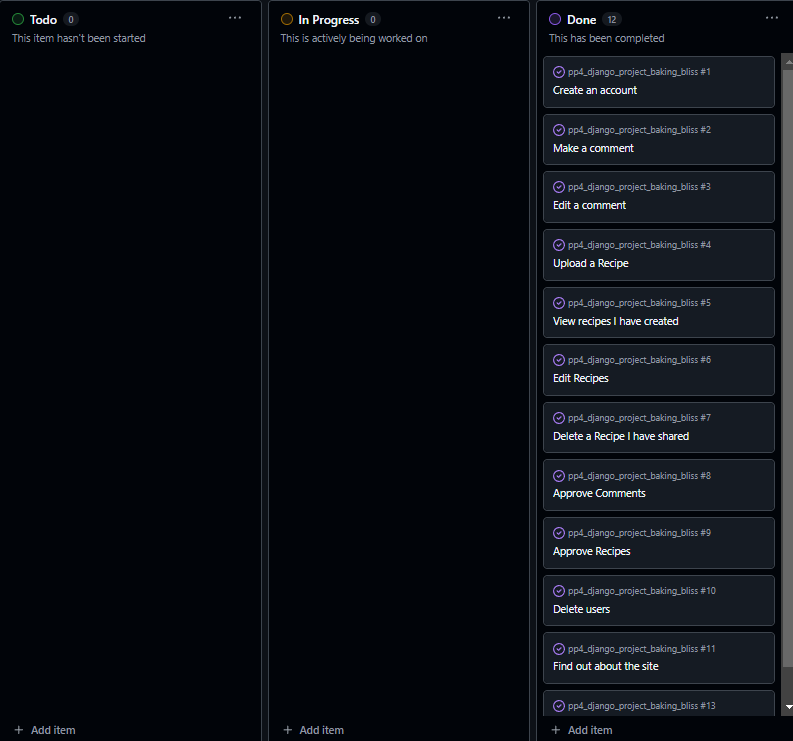 Todo 0
This item hasn't been started
In Progress 0
This is actively being worked on
Done 12
This has been completed
pp4_django_project_baking_bliss #1
Create an account
pp4_django_project_baking_bliss #2
Make a comment
pp4_django_project_baking_bliss #3
Edit a comment
pp4_django_project_baking_bliss #4
Upload a Recipe
pp4_django_project_baking_bliss #5
View recipes I have created
pp4_django_project_baking_bliss #6
Edit Recipes
pp4_django_project_baking_bliss #7
Delete a Recipe I have shared
pp4_django_project_baking_bliss #8
Approve Comments
pp4_django_project_baking_bliss #9
Approve Recipes
pp4_django_project_baking_bliss #10
Delete users
pp4_django_project_baking_bliss #11
Find out about the site
pp4_django_project_baking_bliss #13
+ Add item
+ Add item
+ Add item